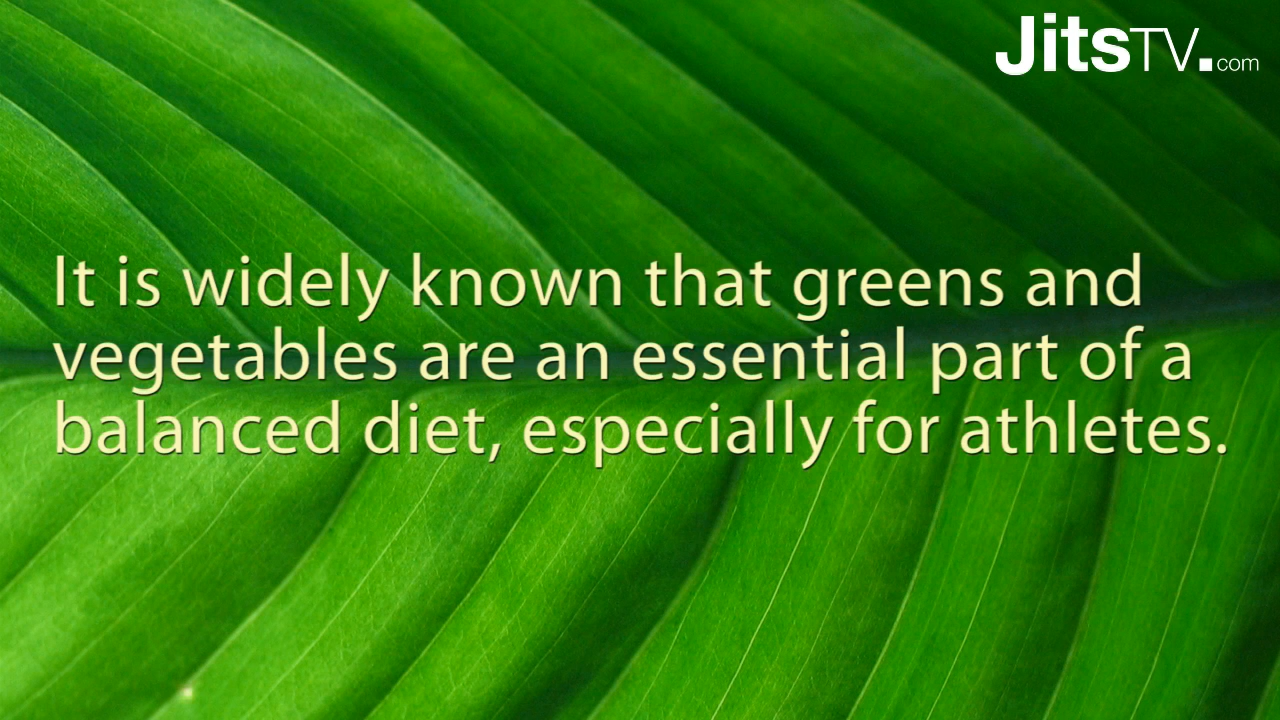 JitsTV.com
It is widely known that greens and
vegetables are an essential part of a
balanced diet, especially for athletes.